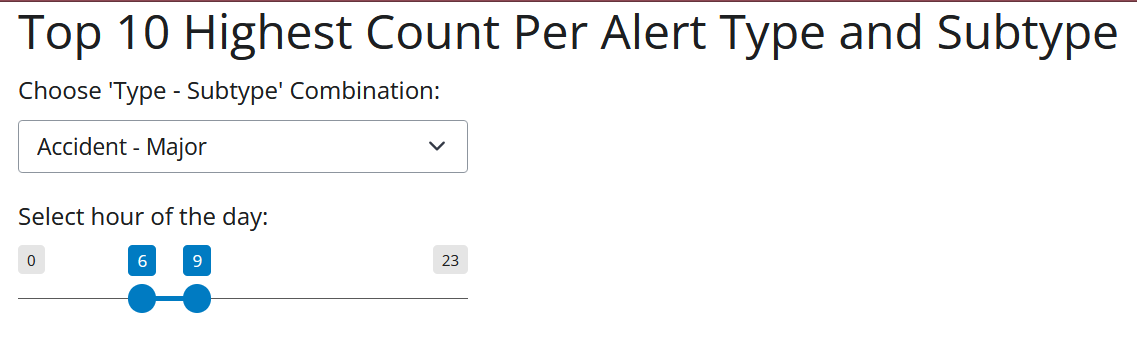 Top 10 Highest Count Per Alert Type and Subtype
Choose 'Type - Subtype' Combination:
Accident - Major
Select hour of the day:
0 6 9 23